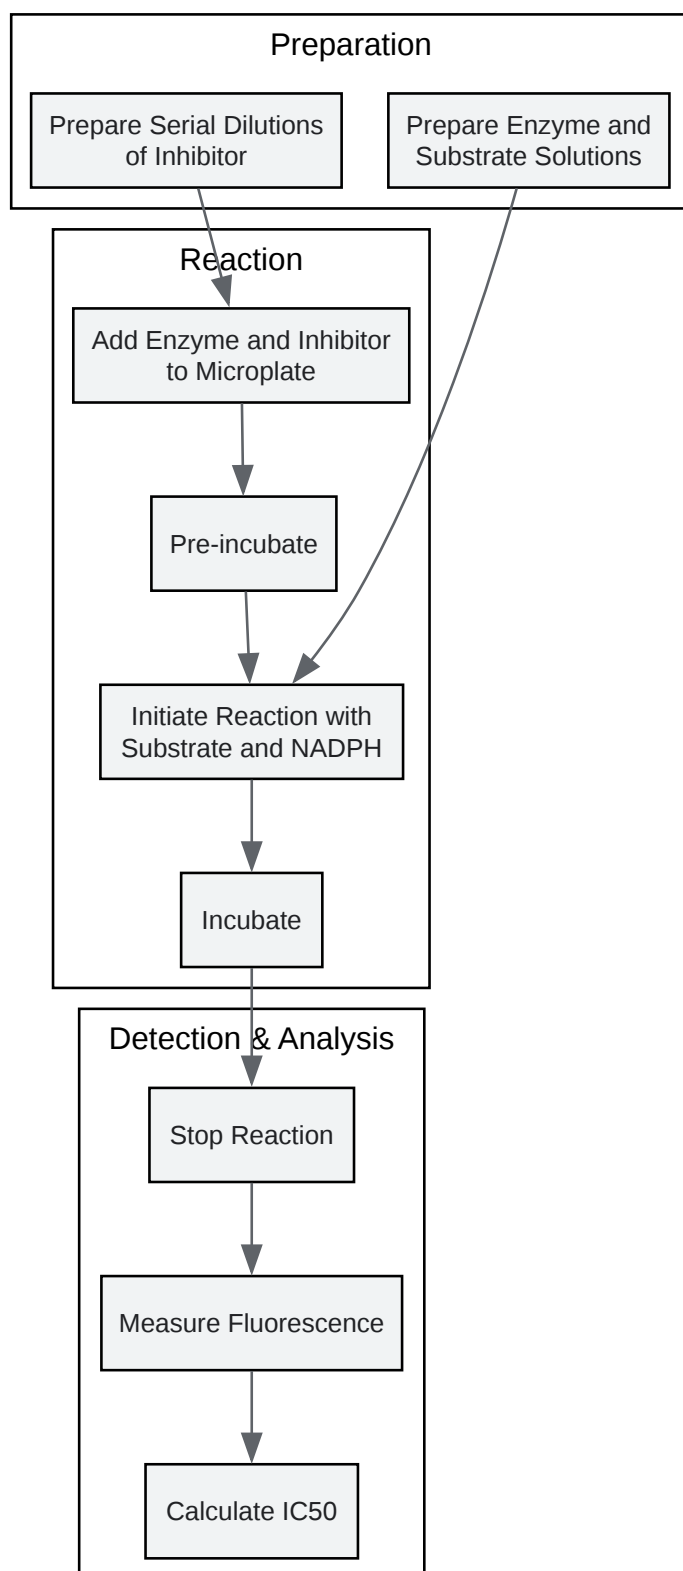 Preparation
Prepare Serial Dilutions
of Inhibitor
Prepare Enzyme and
Substrate Solutions
Reaction
Add Enzyme and Inhibitor
to Microplate
Pre-incubate
Initiate Reaction with
Substrate and NADPH
Incubate
Detection & Analysis
Stop Reaction
Measure Fluorescence
Calculate IC50